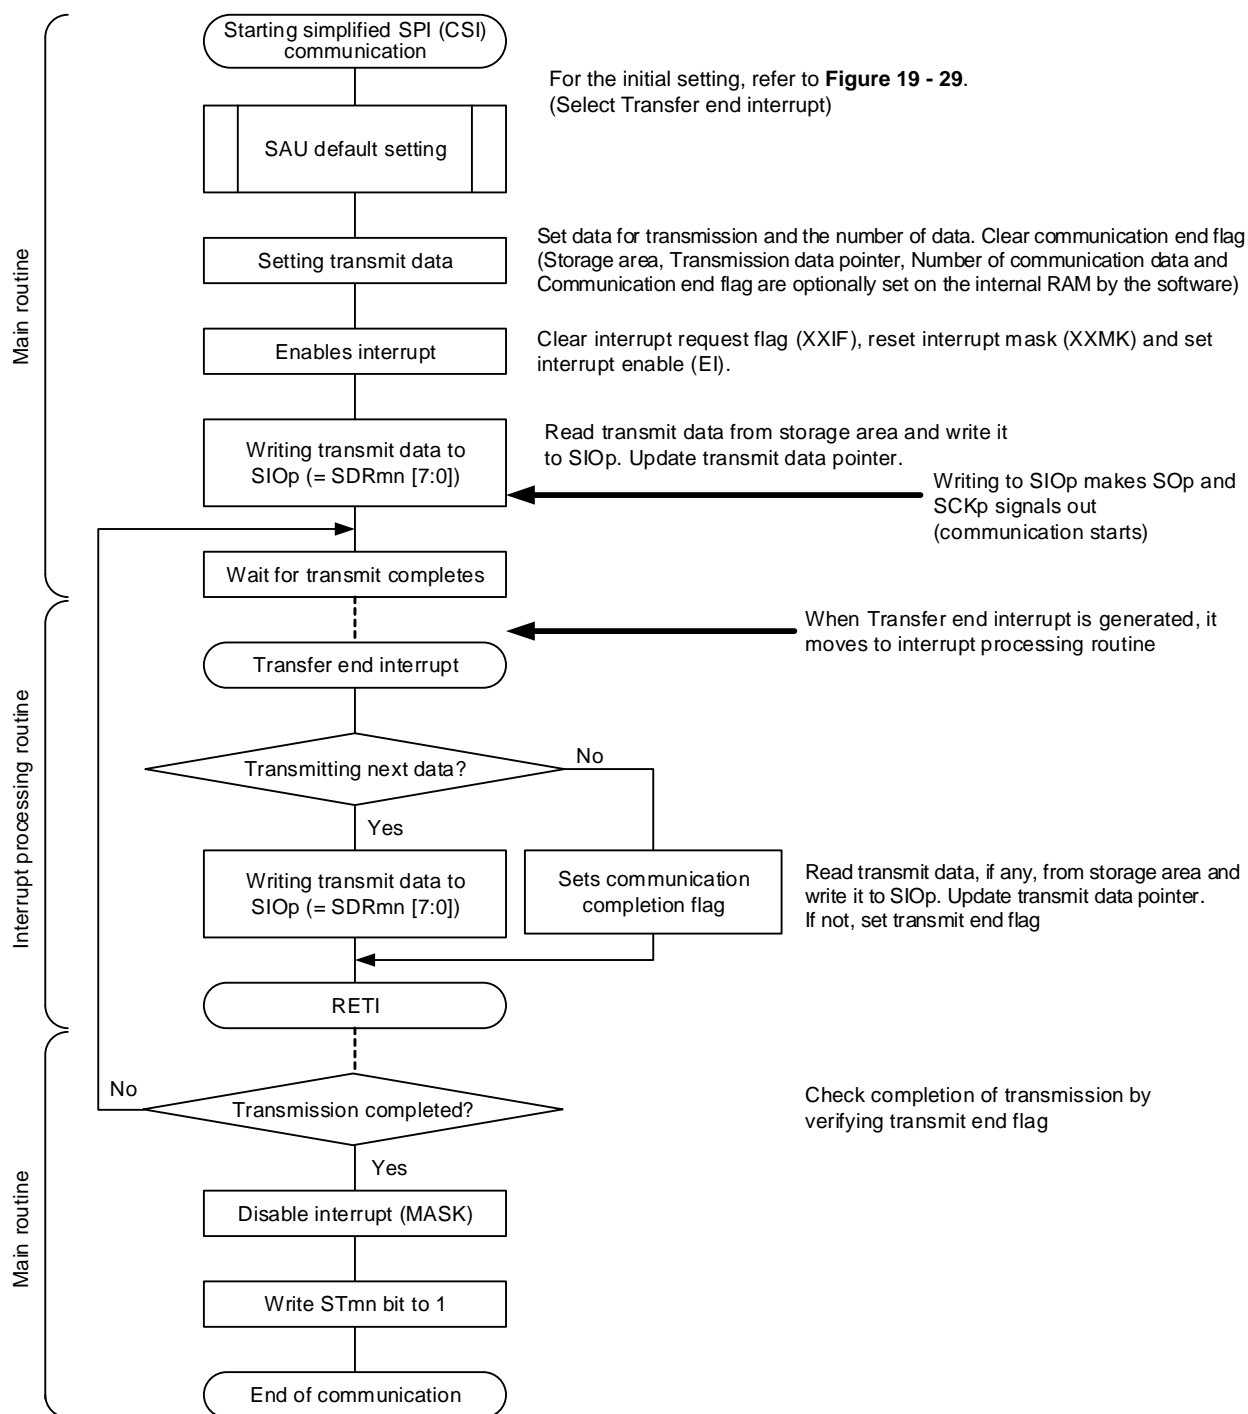 Starting simplified SPI (CSI)
communication
For the initial setting, refer to Figure 19 - 29.
(Select Transfer end interrupt)
SAU default setting
Main routine
Set data for transmission and the number of data. Clear communication end flag
(Storage area, Transmission data pointer, Number of communication data and
Communication end flag are optionally set on the internal RAM by the software)
Setting transmit data
Enables interrupt
Clear interrupt request flag (XXIF), reset interrupt mask (XXMK) and set
interrupt enable (EI).
Writing transmit data to
SIOp (= SDRmn [7:0])
Read transmit data from storage area and write it
to SIOp. Update transmit data pointer.
Writing to SIOp makes SOp and
SCKp signals out
(communication starts)
Wait for transmit completes
When Transfer end interrupt is generated, it
moves to interrupt processing routine
Transfer end interrupt
Interrupt processing routine
Transmitting next data?
No
Yes
Writing transmit data to
SIOp (= SDRmn [7:0])
Sets communication
completion flag
Read transmit data, if any, from storage area and
write it to SIOp. Update transmit data pointer.
If not, set transmit end flag
RETI
No
Transmission completed?
Check completion of transmission by
verifying transmit end flag
Yes
Main routine
Disable interrupt (MASK)
Write STmn bit to 1
End of communication